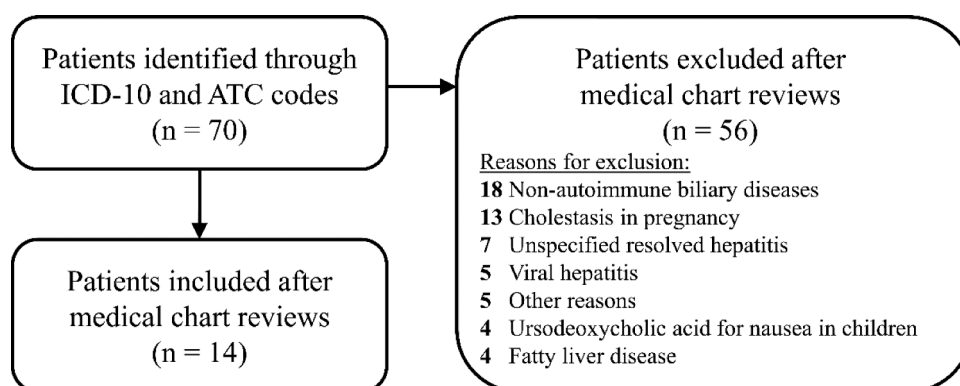 Patients identified through
ICD-10 and ATC codes
(n = 70)
Patients excluded after
medical chart reviews
(n = 56)
Reasons for exclusion:
18 Non-autoimmune biliary diseases
13 Cholestasis in pregnancy
7 Unspecified resolved hepatitis
5 Viral hepatitis
5 Other reasons
4 Ursodeoxycholic acid for nausea in children
4 Fatty liver disease
Patients included after
medical chart reviews
(n = 14)